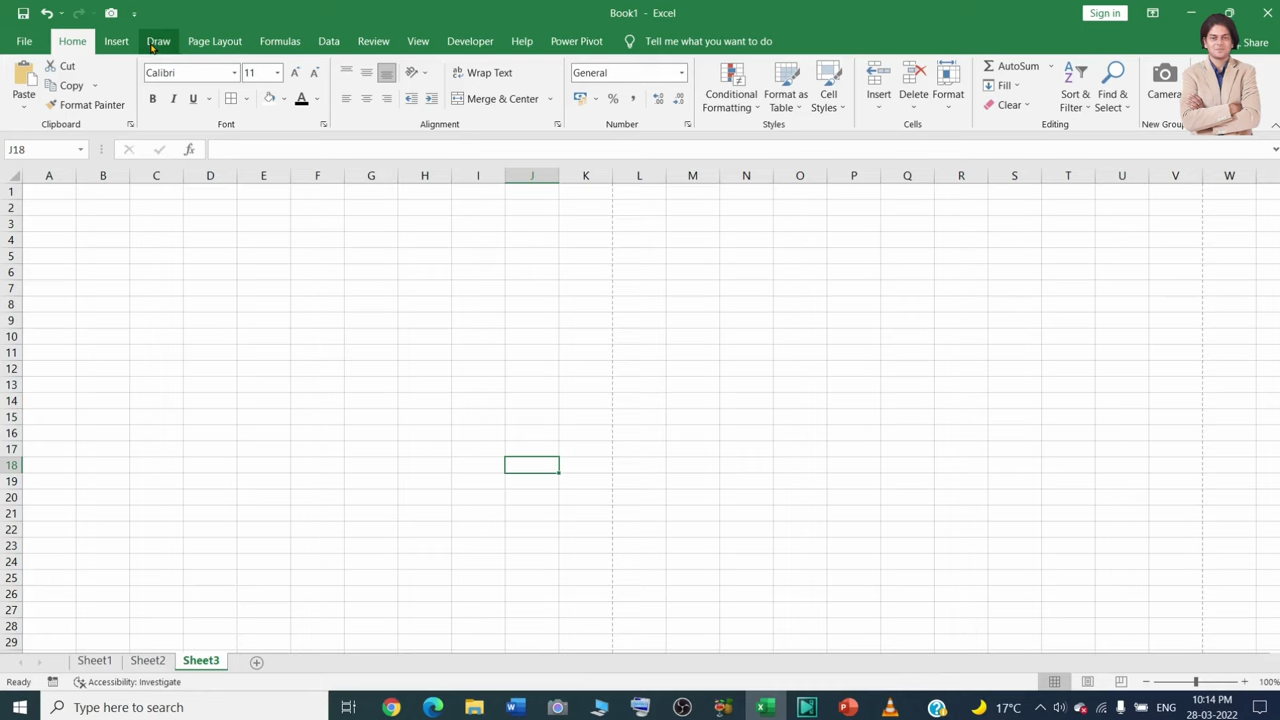 Book1 - Excel
Sign in
File Home Insert Draw Page Layout Formulas Data Review View Developer Help Power Pivot Tell me what you want to do Share
Paste
Cut
Copy
Format Painter
Clipboard
Calibri 11
B I U
Font
Wrap Text
Merge & Center
Alignment
General
%
Number
Conditional Formatting
Format as Table
Cell Styles
Styles
Insert Delete Format
Cells
AutoSum
Fill
Clear
Sort & Filter
Find & Select
Editing
Camera
New Group
J18
fx
A B C D E F G H I J K L M N O P Q R S T U V W
1
2
3
4
5
6
7
8
9
10
11
12
13
14
15
16
17
18
19
20
21
22
23
24
25
26
27
28
29
Sheet1 Sheet2 Sheet3
Ready Accessibility: Investigate 100%
Type here to search 17°C ENG 10:14 PM
28-03-2022